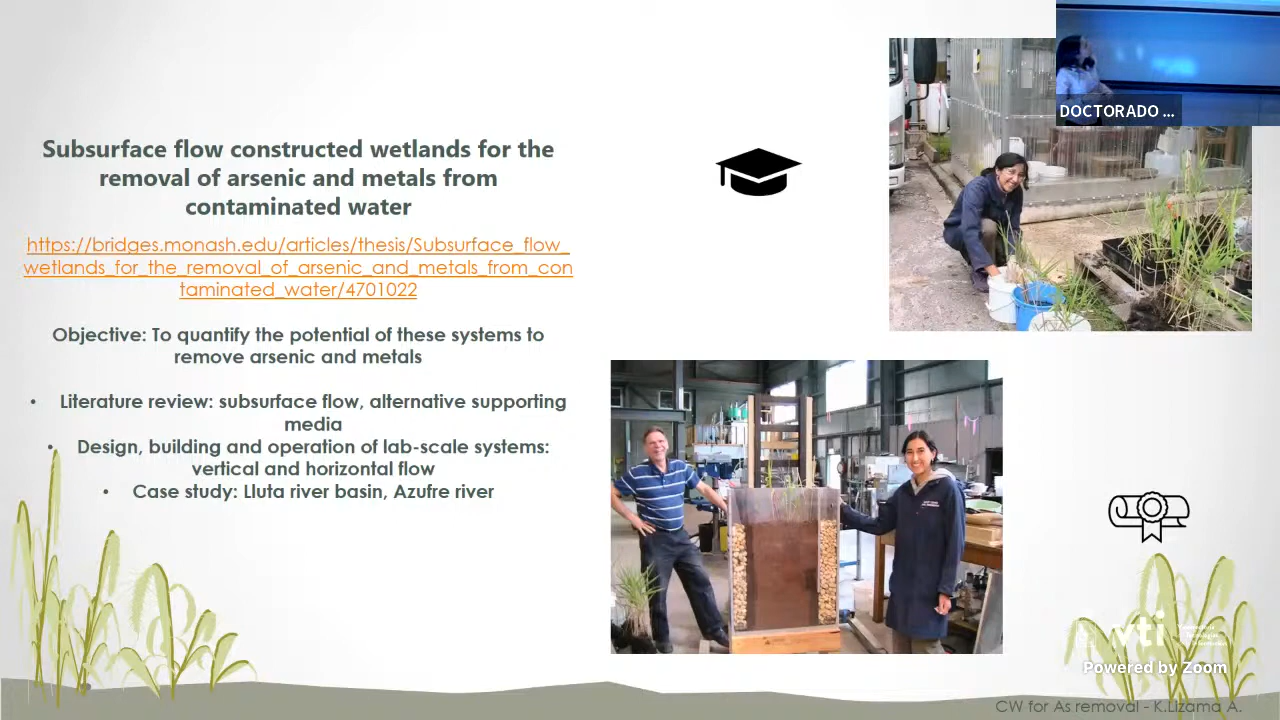 DOCTORADO ...
Subsurface flow constructed wetlands for the
removal of arsenic and metals from
contaminated water
https://bridges.monash.edu/articles/thesis/Subsurface_flow_
wetlands_for_the_removal_of_arsenic_and_metals_from_con
taminated_water/4701022
Objective: To quantify the potential of these systems to
remove arsenic and metals
• Literature review: subsurface flow, alternative supporting
media
• Design, building and operation of lab-scale systems:
vertical and horizontal flow
• Case study: Lluta river basin, Azufre river
vti
Powered by Zoom
CW for As removal - K.Lizama A.